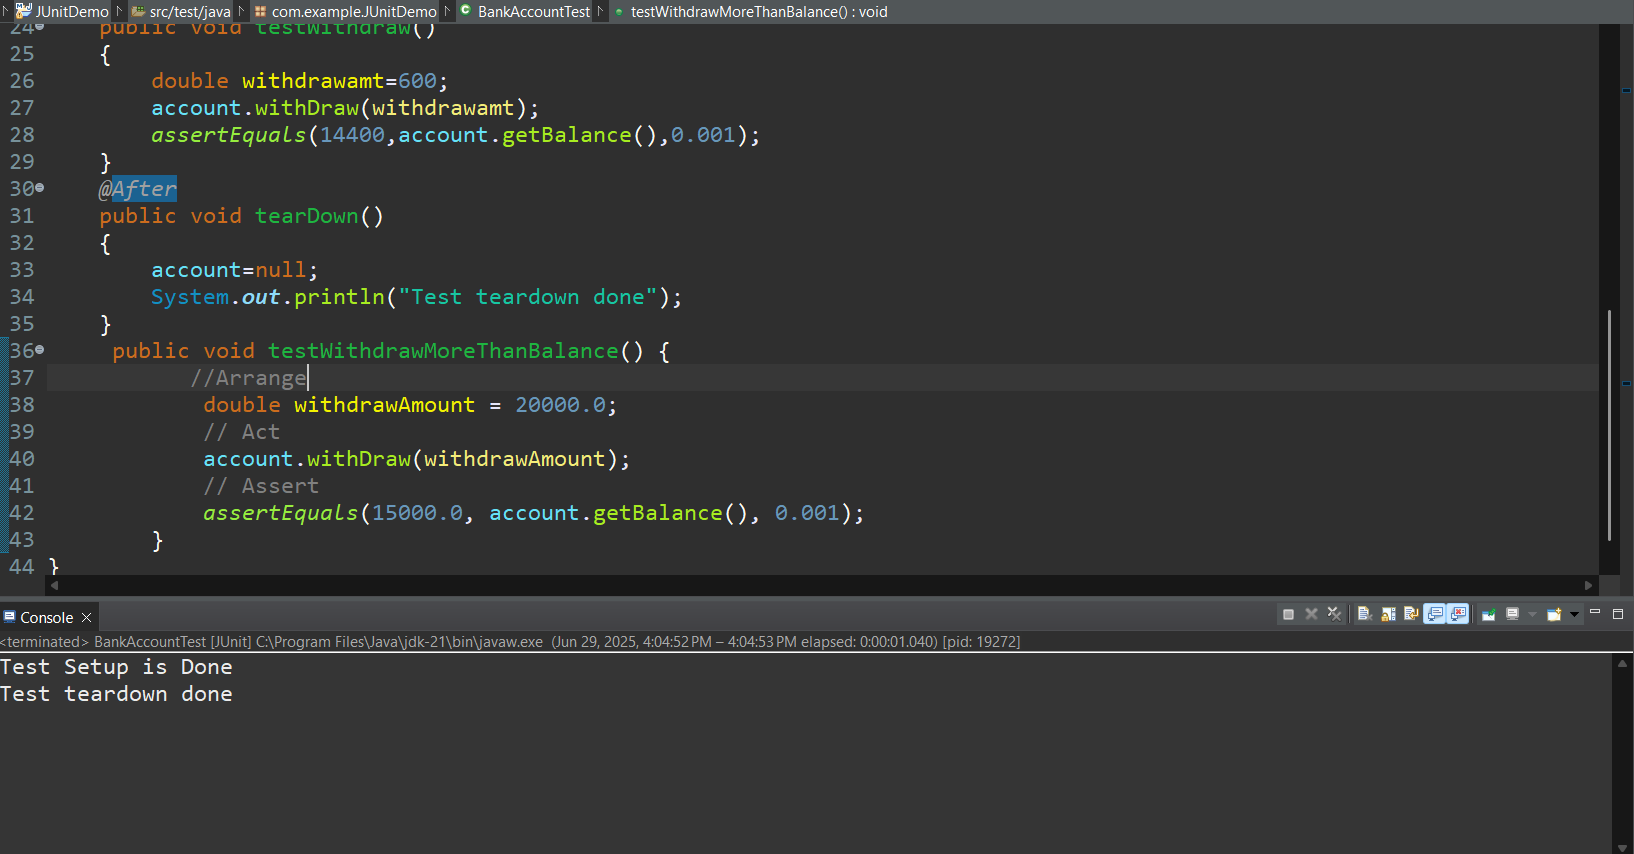 JUnitDemo src/test/java com.example.JUnitDemo BankAccountTest testWithdrawMoreThanBalance() : void
24 public void testWithdraw()
25 {
26 double withdrawamt=600;
27 account.withDraw(withdrawamt);
28 assertEquals(14400,account.getBalance(),0.001);
29 }
30 @After
31 public void tearDown()
32 {
33 account=null;
34 System.out.println("Test teardown done");
35 }
36 public void testWithdrawMoreThanBalance() {
37 //Arrange
38 double withdrawAmount = 20000.0;
39 // Act
40 account.withDraw(withdrawAmount);
41 // Assert
42 assertEquals(15000.0, account.getBalance(), 0.001);
43 }
44 }
Console
<terminated> BankAccountTest [JUnit] C:\Program Files\Java\jdk-21\bin\javaw.exe (Jun 29, 2025, 4:04:52 PM – 4:04:53 PM elapsed: 0:00:01.040) [pid: 19272]
Test Setup is Done
Test teardown done